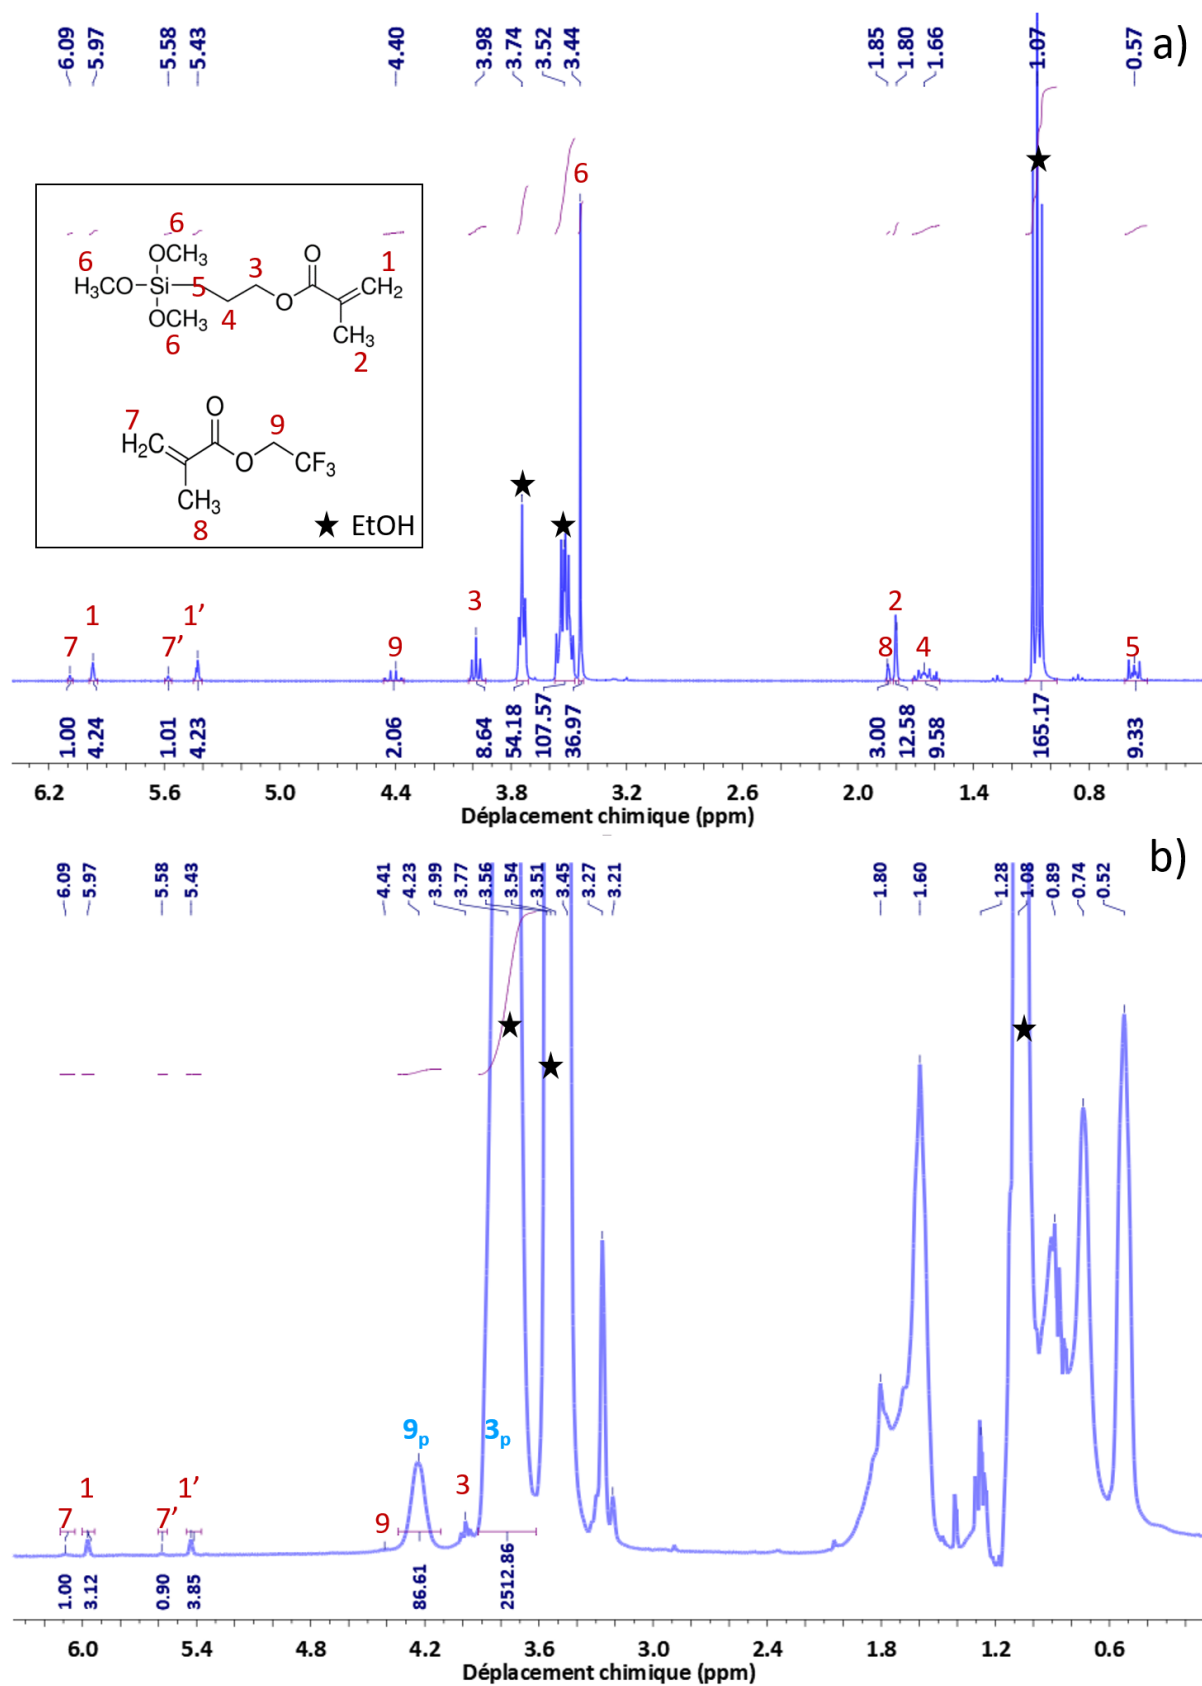 6.09 5.97 5.58 5.43 4.40 3.98 3.74 3.52 3.44 1.85 1.80 1.66 1.07 0.57
a)
6
6
OCH3
6
H3CO Si 5 3 O 1
CH2
OCH3 4 O
6
CH3
2
7 O 9
H2C
O CF3
CH3
8
★ EtOH
7 1 7' 1' 9 3 8 2 4 5
1.00 4.24 1.01 4.23 2.06 8.64 54.18 107.57 36.97 3.00 12.58 9.58 165.17 9.33
6.2 5.6 5.0 4.4 3.8 3.2 2.6 2.0 1.4 0.8
Déplacement chimique (ppm)
b)
6.09 5.97 5.58 5.43 4.41 4.23 3.99 3.77 3.56 3.54 3.51 3.45 3.27 3.21 1.80 1.60 1.28 1.08 0.89 0.74 0.52
9p 3p
7 1 7' 1' 9 3
1.00 3.12 0.90 3.85 86.61 2512.86
6.0 5.4 4.8 4.2 3.6 3.0 2.4 1.8 1.2 0.6
Déplacement chimique (ppm)